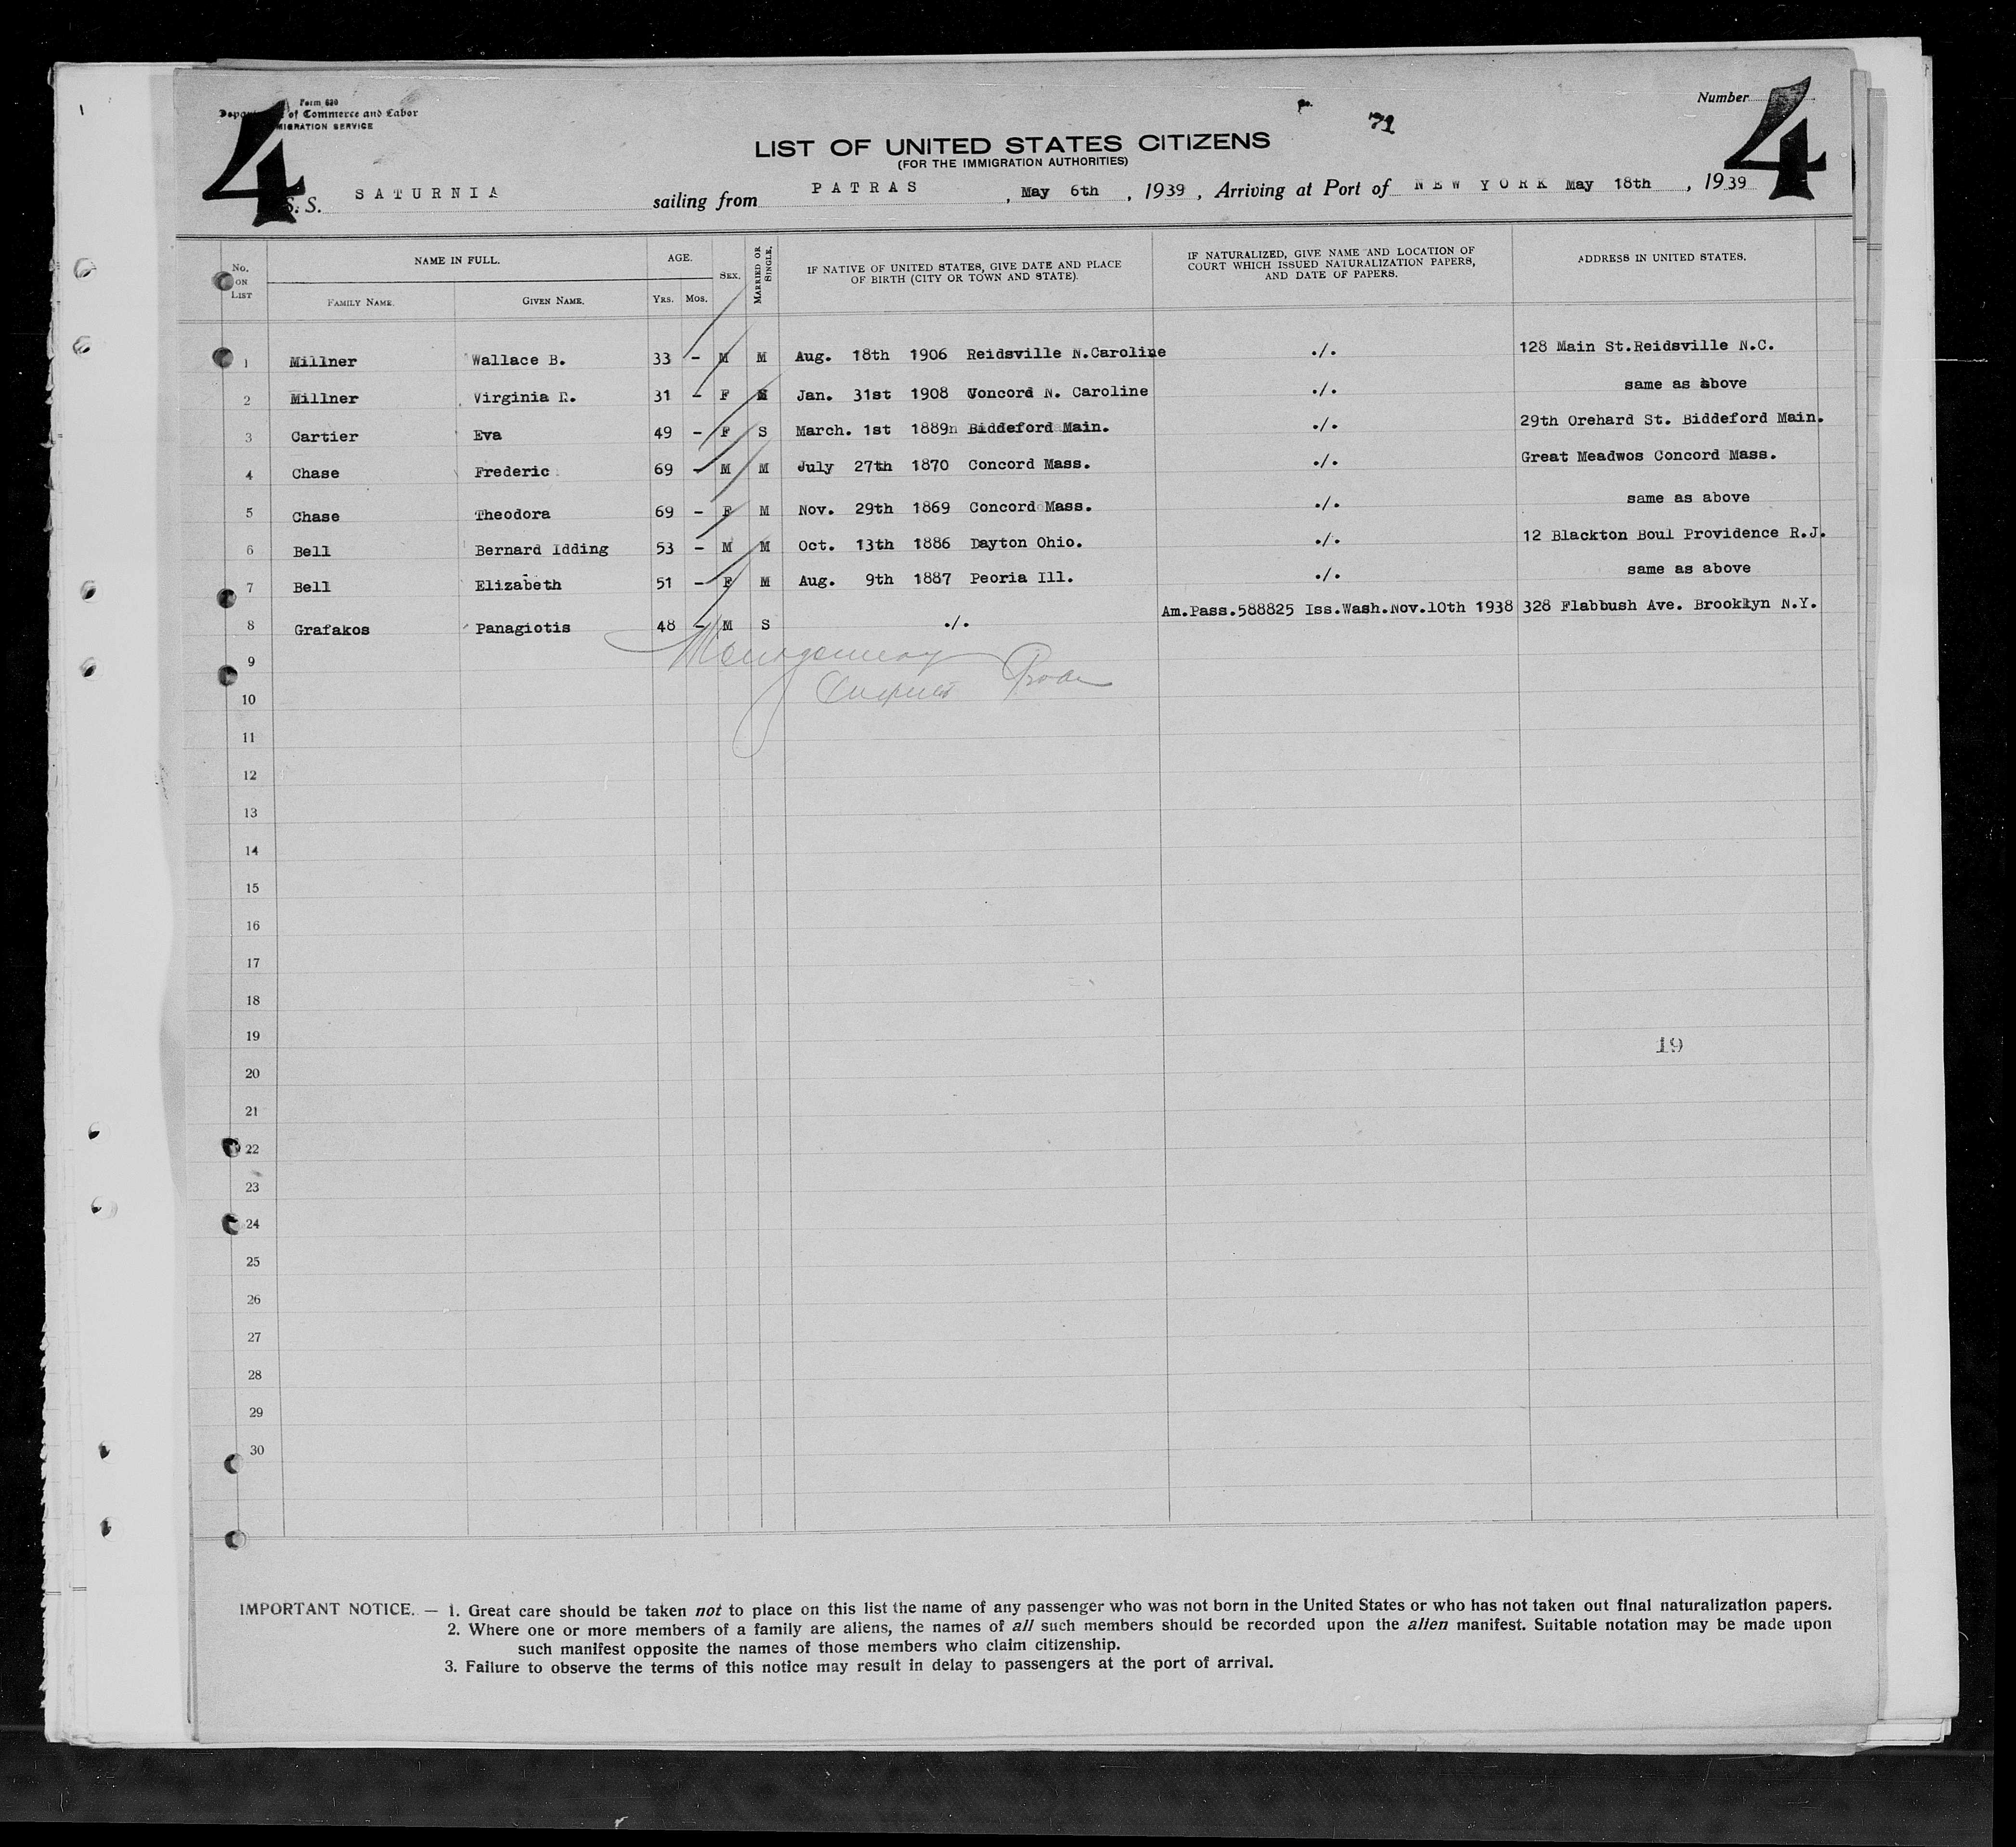 4
Form 630
of Commerce and Labor
MIGRATION SERVICE
71
Number
4
LIST OF UNITED STATES CITIZENS
(FOR THE IMMIGRATION AUTHORITIES)
S. S. SATURNIA sailing from PATRAS, May 6th, 1939, Arriving at Port of NEW YORK May 18th, 1939
No. ON LIST
NAME IN FULL.
FAMILY NAME.
GIVEN NAME.
AGE.
YRS. MOS.
SEX.
MARRIED OR SINGLE.
IF NATIVE OF UNITED STATES, GIVE DATE AND PLACE
OF BIRTH (CITY OR TOWN AND STATE).
IF NATURALIZED, GIVE NAME AND LOCATION OF
COURT WHICH ISSUED NATURALIZATION PAPERS,
AND DATE OF PAPERS.
ADDRESS IN UNITED STATES.
1 Millner Wallace B. 33 - M M Aug. 18th 1906 Reidsville N.Caroline ./. 128 Main St.Reidsville N.C.
2 Millner Virginia R. 31 - F M Jan. 31st 1908 Concord N. Caroline ./. same as above
3 Cartier Eva 49 - F S March. 1st 1889 Biddeford Main. ./. 29th Orehard St. Biddeford Main.
4 Chase Frederic 69 - M M July 27th 1870 Concord Mass. ./. Great Meadwos Concord Mass.
5 Chase Theodora 69 - F M Nov. 29th 1869 Concord Mass. ./. same as above
6 Bell Bernard Idding 53 - M M Oct. 13th 1886 Dayton Ohio. ./. 12 Blackton Boul Providence R.J.
7 Bell Elizabeth 51 - F M Aug. 9th 1887 Peoria Ill. ./. same as above
8 Grafakos Panagiotis 48 - M S ./. Am.Pass.588825 Iss.Wash.Nov.10th 1938 328 Flabbush Ave. Brooklyn N.Y.
9
10
11
12
13
14
15
16
17
18
19
19
20
21
22
23
24
25
26
27
28
29
30
IMPORTANT NOTICE. — 1. Great care should be taken not to place on this list the name of any passenger who was not born in the United States or who has not taken out final naturalization papers.
2. Where one or more members of a family are aliens, the names of all such members should be recorded upon the alien manifest. Suitable notation may be made upon
such manifest opposite the names of those members who claim citizenship.
3. Failure to observe the terms of this notice may result in delay to passengers at the port of arrival.